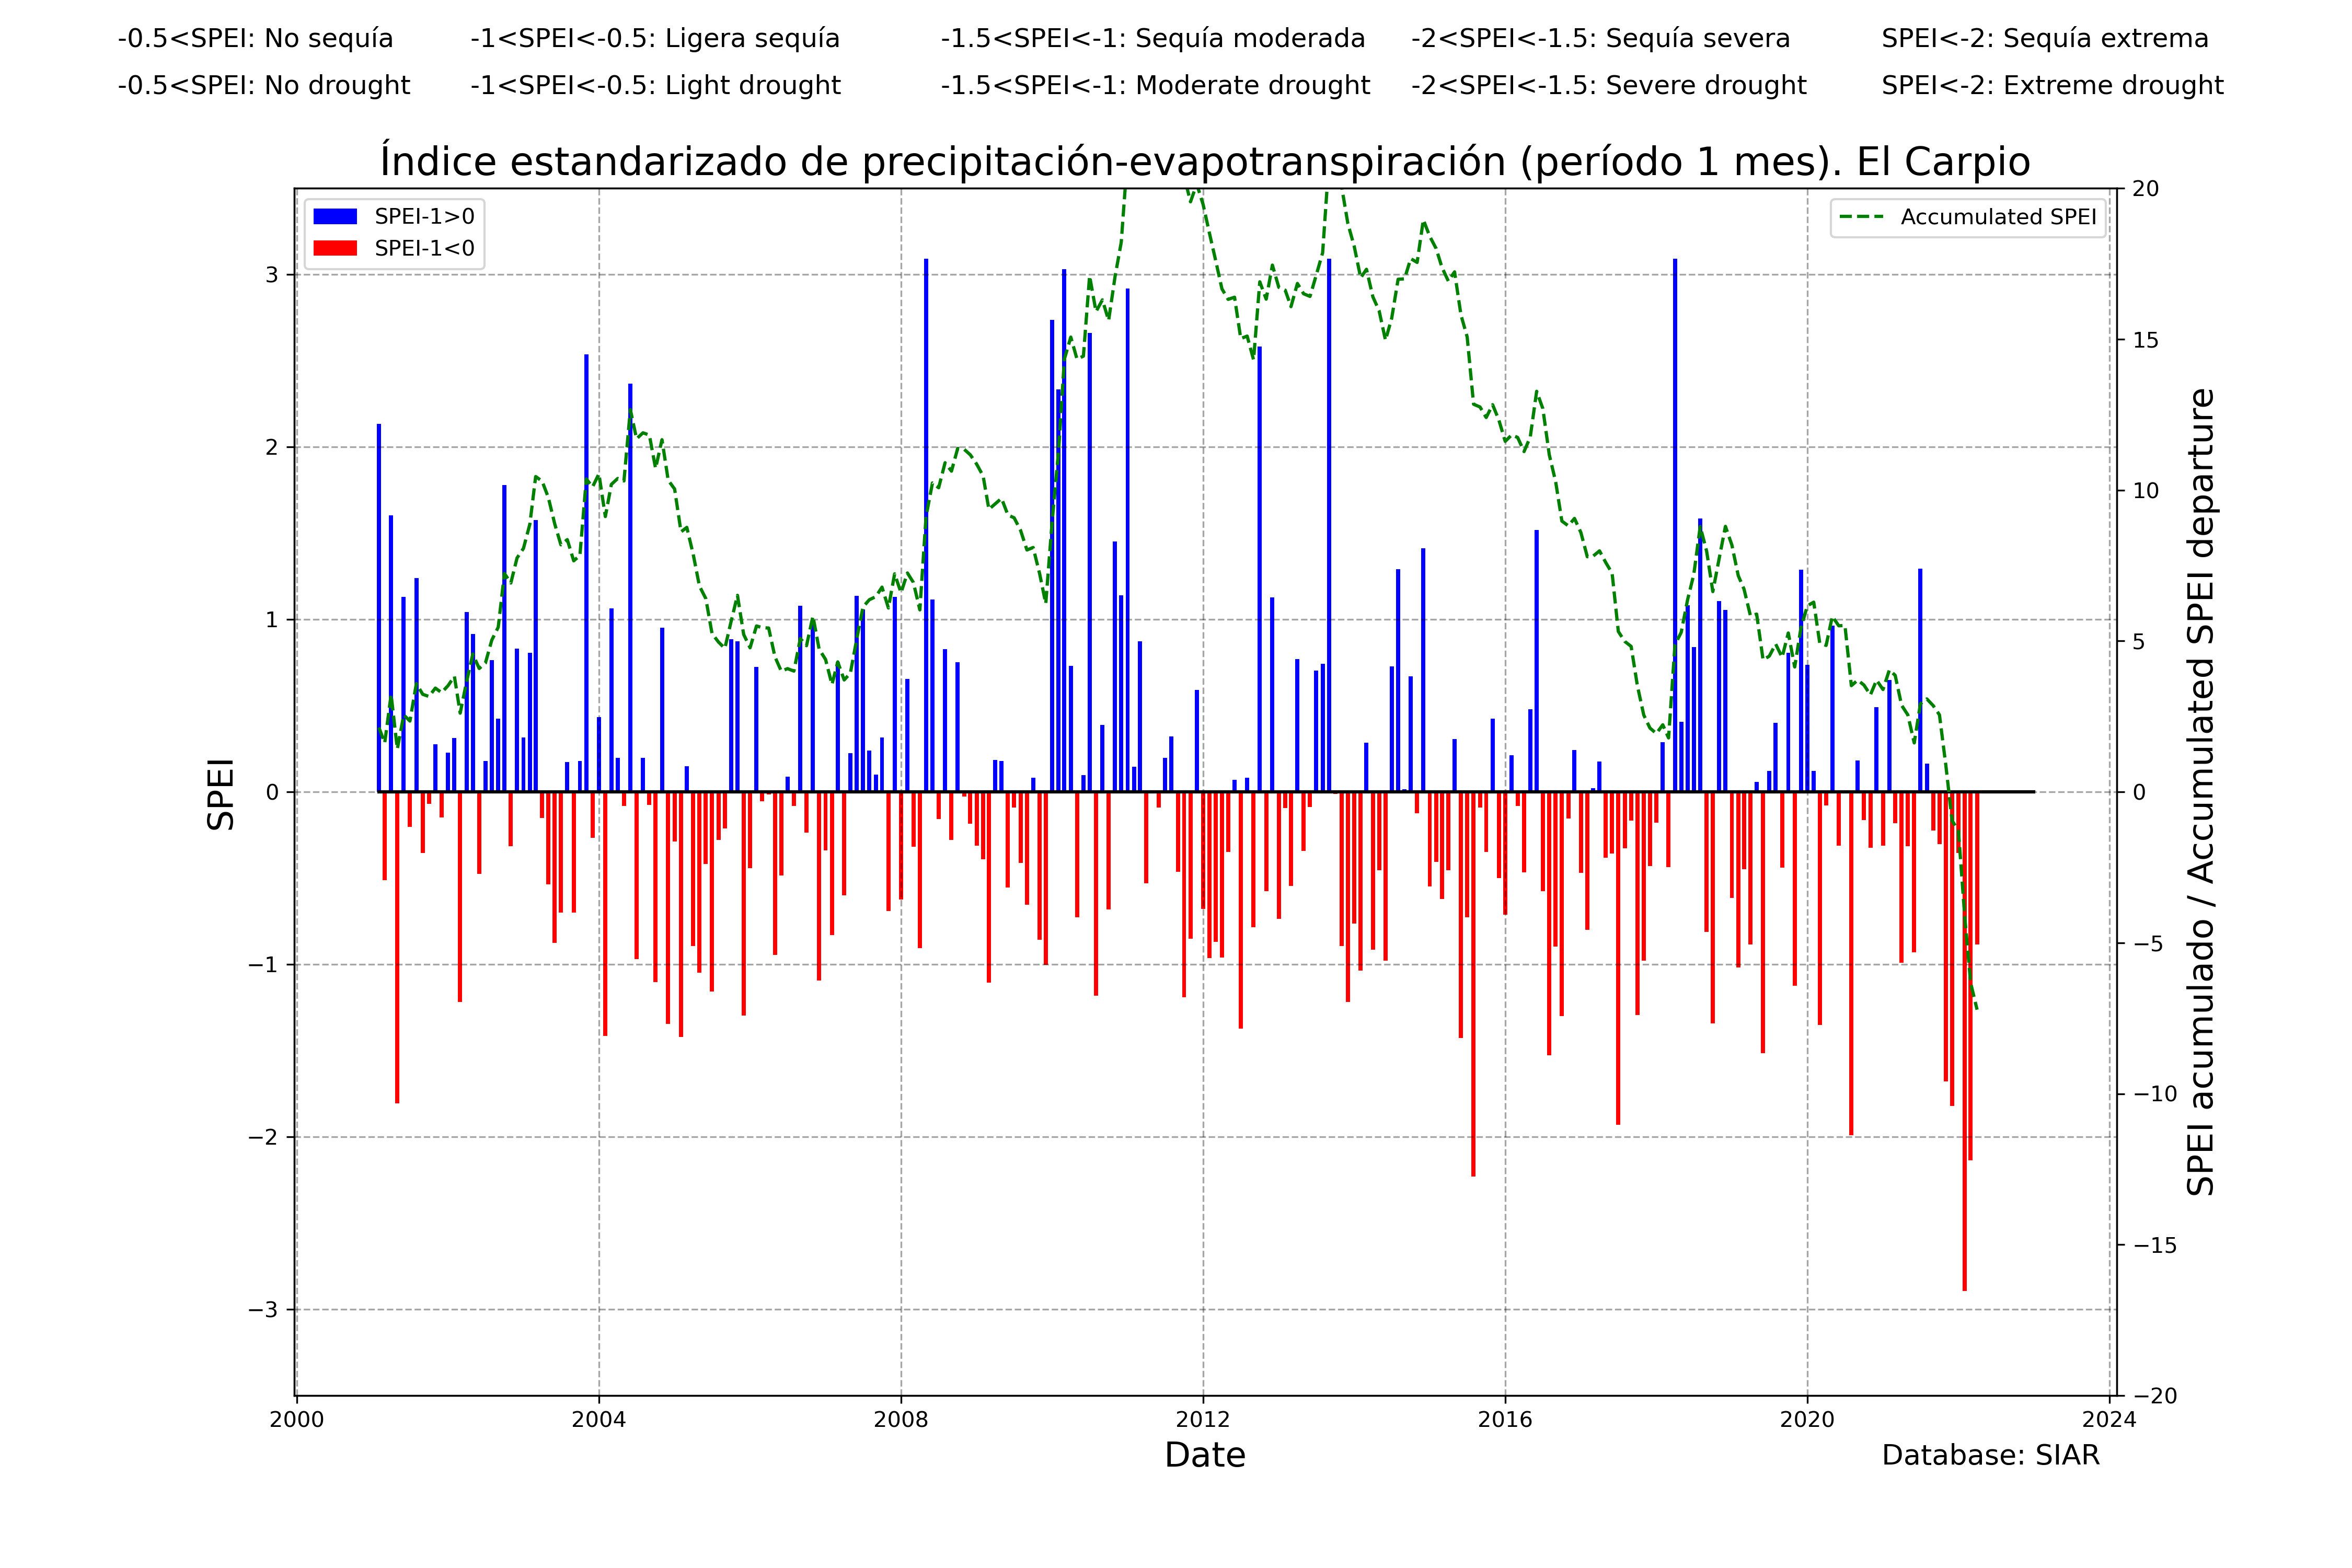 -0.5<SPEI: No sequía -1<SPEI<-0.5: Ligera sequía -1.5<SPEI<-1: Sequía moderada -2<SPEI<-1.5: Sequía severa SPEI<-2: Sequía extrema
-0.5<SPEI: No drought -1<SPEI<-0.5: Light drought -1.5<SPEI<-1: Moderate drought -2<SPEI<-1.5: Severe drought SPEI<-2: Extreme drought
Índice estandarizado de precipitación-evapotranspiración (período 1 mes). El Carpio
SPEI-1>0
SPEI-1<0
Accumulated SPEI
SPEI
3
2
1
0
−1
−2
−3
20
15
10
5
0
−5
−10
−15
−20
SPEI acumulado / Accumulated SPEI departure
2000 2004 2008 2012 2016 2020 2024
Date
Database: SIAR